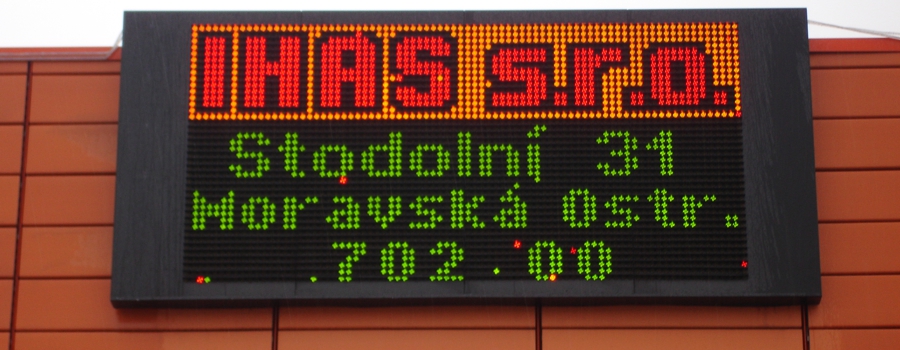 IHAS s.r.o.
Stodolní 31
Moravská Ostr.
702 00